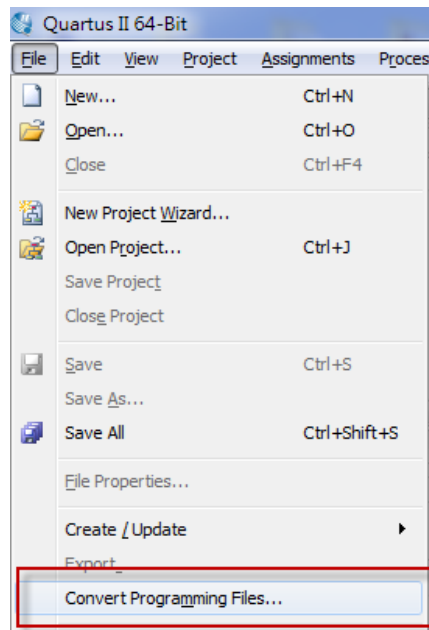 Quartus II 64-Bit
File Edit View Project Assignments Proces
New... Ctrl+N
Open... Ctrl+O
Close Ctrl+F4
New Project Wizard...
Open Project... Ctrl+J
Save Project
Close Project
Save Ctrl+S
Save As...
Save All Ctrl+Shift+S
File Properties...
Create / Update
Export...
Convert Programming Files...